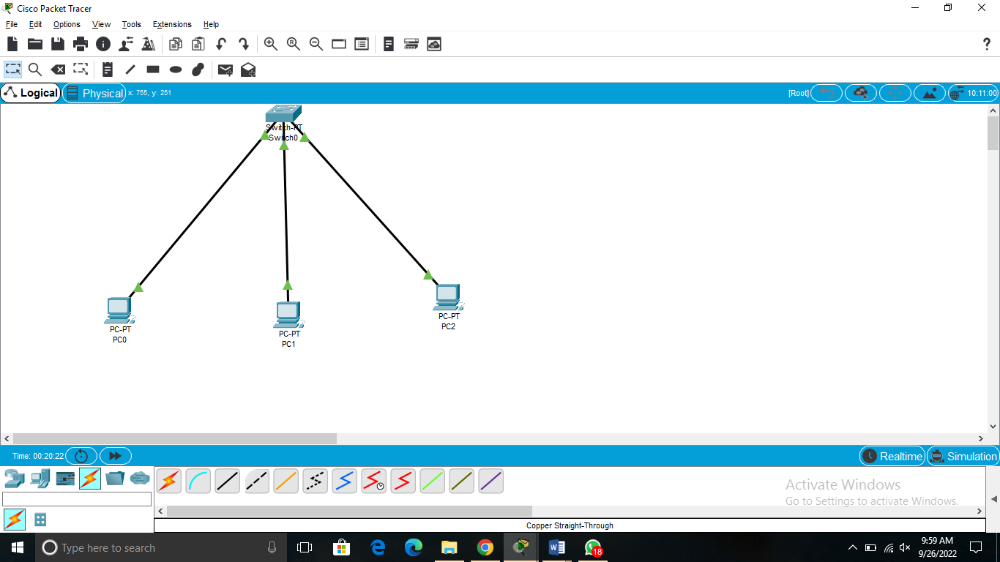 Cisco Packet Tracer
File Edit Options View Tools Extensions Help
Logical Physical x: 755, y: 251 [Root] 10:11:00
Switch-PT
Switch0
PC-PT
PC0
PC-PT
PC1
PC-PT
PC2
Time: 00:20:22 Realtime Simulation
Activate Windows
Go to Settings to activate Windows.
Copper Straight-Through
Type here to search
18
9:59 AM
9/26/2022